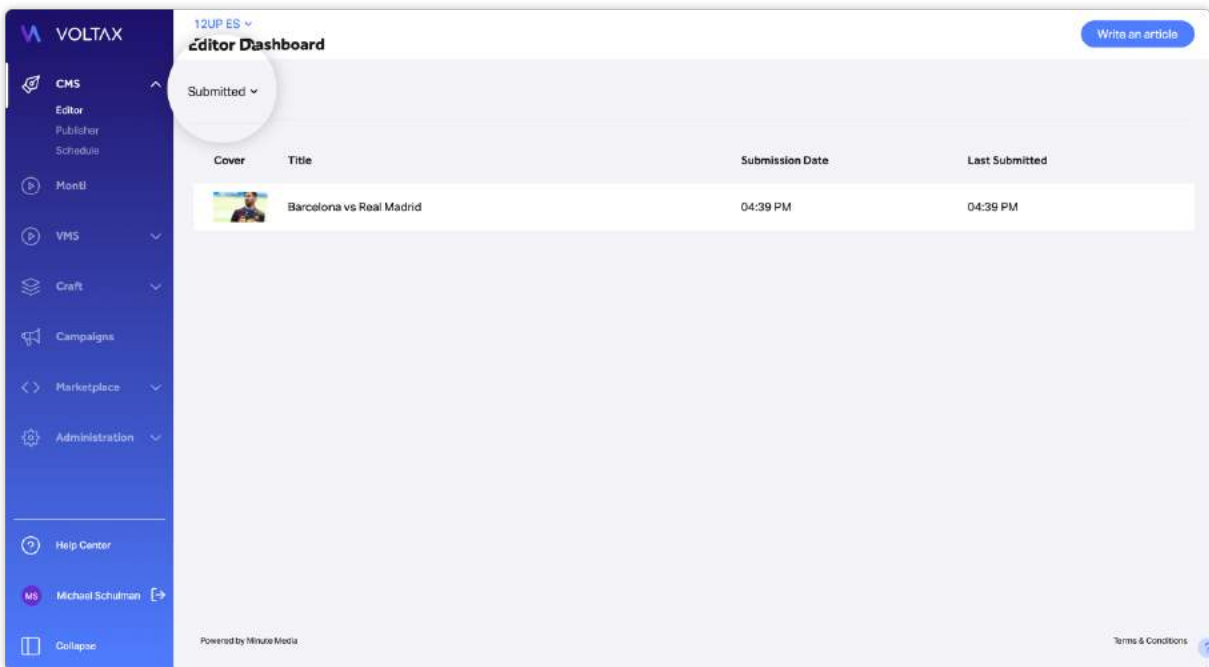 VOLTAX
12UP ES
Editor Dashboard
Write an article
CMS
Editor
Publisher
Schedule
Monti
VMS
Craft
Campaigns
Marketplace
Administration
Help Center
MS
Michael Schulman
Collapse
Submitted
Cover Title Submission Date Last Submitted
Barcelona vs Real Madrid 04:39 PM 04:39 PM
Powered by Minute Media
Terms & Conditions
?